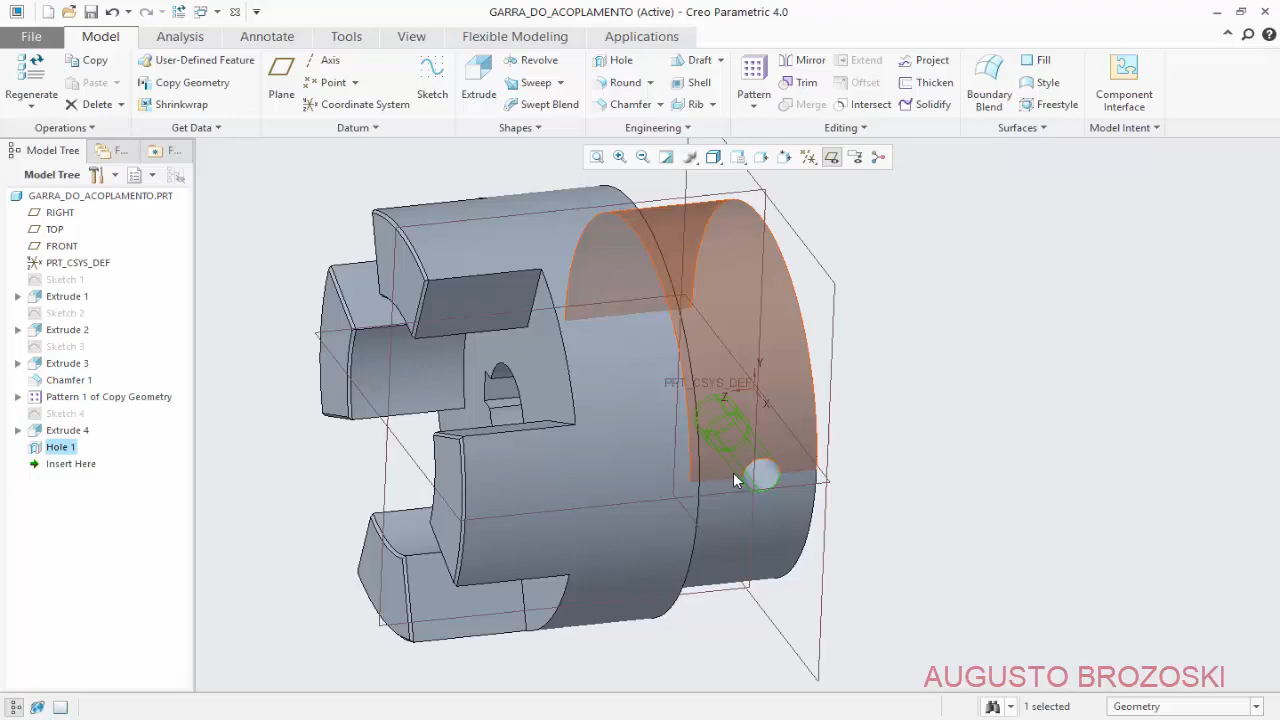 GARRA_DO_ACOPLAMENTO (Active) - Creo Parametric 4.0
File Model Analysis Annotate Tools View Flexible Modeling Applications
Regenerate Copy Paste Delete
Operations
User-Defined Feature
Copy Geometry
Shrinkwrap
Get Data
Plane Axis Point Coordinate System Sketch
Datum
Extrude Revolve Sweep Swept Blend
Shapes
Hole Round Chamfer Draft Shell Rib
Engineering
Pattern Mirror Trim Merge Extend Offset Intersect Project Thicken Solidify
Editing
Boundary Blend Fill Style Freestyle
Surfaces
Component Interface
Model Intent
Model Tree F... F...
Model Tree
GARRA_DO_ACOPLAMENTO.PRT
RIGHT
TOP
FRONT
PRT_CSYS_DEF
Sketch 1
Extrude 1
Sketch 2
Extrude 2
Sketch 3
Extrude 3
Chamfer 1
Pattern 1 of Copy Geometry
Sketch 4
Extrude 4
Hole 1
Insert Here
Y
PRT_CSYS_DEF
Z
X
AUGUSTO BROZOSKI
1 selected Geometry